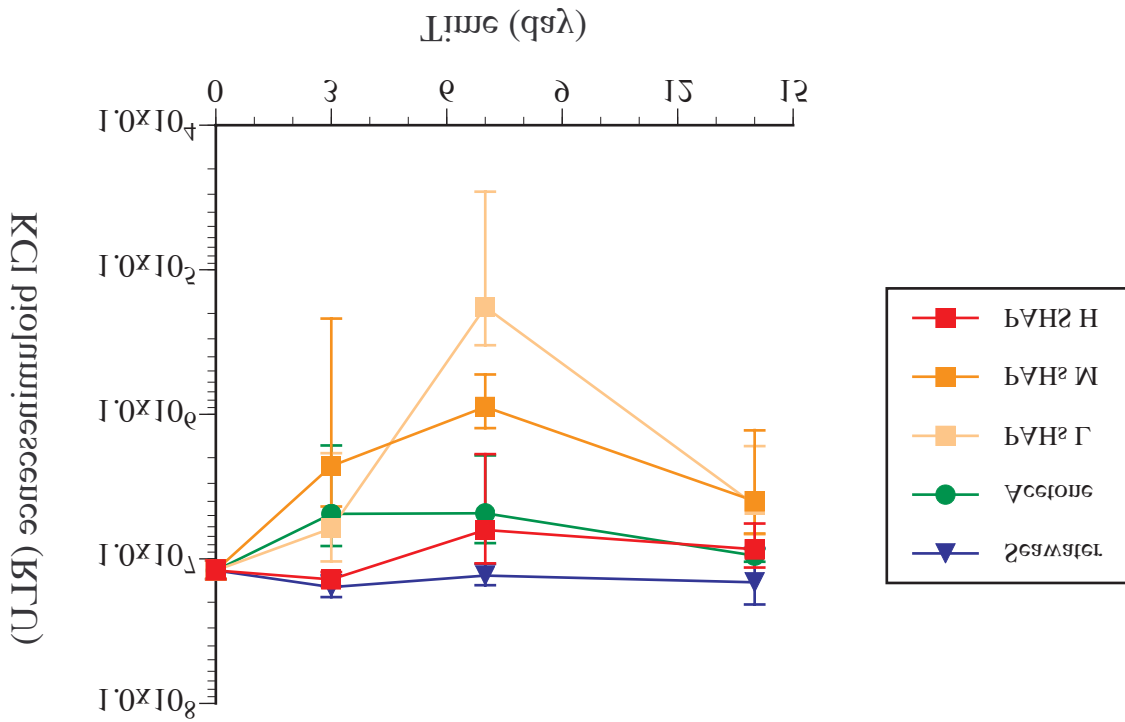 Time (day)
0 3 6 9 12 15
1.0x10⁴
1.0x10⁵
1.0x10⁶
1.0x10⁷
1.0x10⁸
KCl bioluminescence (RLU)
PAHS H
PAHs M
PAHs L
Acetone
Seawater